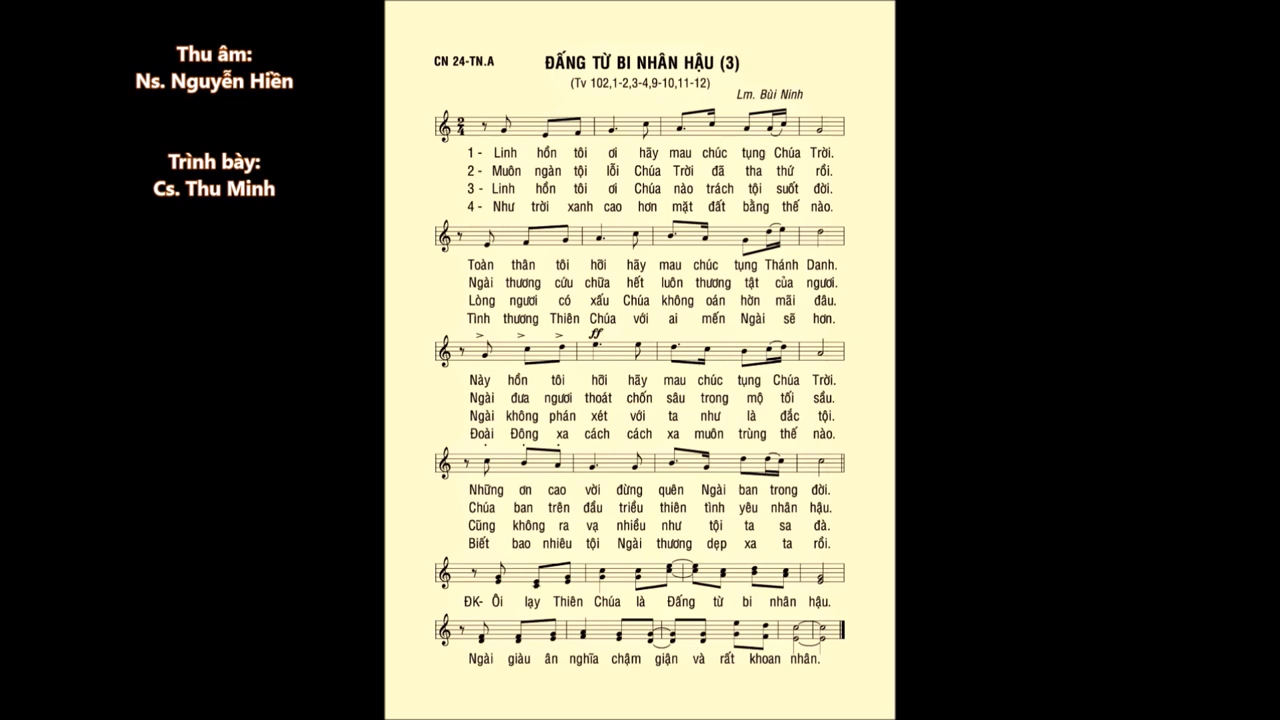 Thu âm:
Ns. Nguyễn Hiền
Trình bày:
Cs. Thu Minh
CN 24-TN.A
ĐẤNG TỪ BI NHÂN HẬU (3)
(Tv 102,1-2,3-4,9-10,11-12)
Lm. Bùi Ninh
1 - Linh hồn tôi ơi hãy mau chúc tụng Chúa Trời.
2 - Muôn ngàn tội lỗi Chúa Trời đã tha thứ rồi.
3 - Linh hồn tôi ơi Chúa nào trách tội suốt đời.
4 - Như trời xanh cao hơn mặt đất bằng thế nào.
Toàn thân tôi hỡi hãy mau chúc tụng Thánh Danh.
Ngài thương cứu chữa hết luôn thương tật của ngươi.
Lòng ngươi có xấu Chúa không oán hờn mãi đâu.
Tình thương Thiên Chúa với ai mến Ngài sẽ hơn.
ff
Này hồn tôi hỡi hãy mau chúc tụng Chúa Trời.
Ngài đưa ngươi thoát chốn sâu trong mộ tối sầu.
Ngài không phán xét với ta như là đắc tội.
Đoài Đông xa cách cách xa muôn trùng thế nào.
Những ơn cao vời đừng quên Ngài ban trong đời.
Chúa ban trên đầu triều thiên tình yêu nhân hậu.
Cũng không ra vạ nhiều như tội ta sa đà.
Biết bao nhiêu tội Ngài thương dẹp xa ta rồi.
ĐK- Ôi lạy Thiên Chúa là Đấng từ bi nhân hậu.
Ngài giàu ân nghĩa chậm giận và rất khoan nhân.